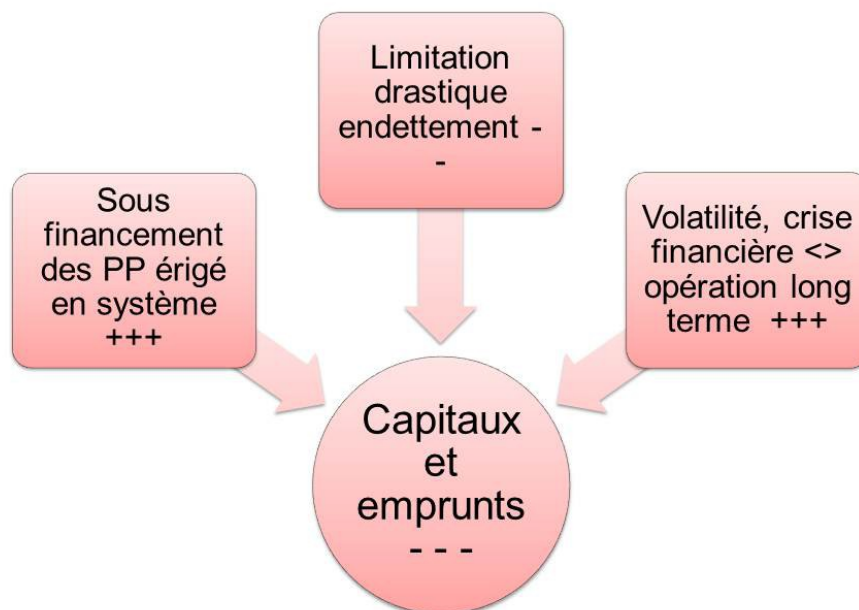 Limitation
drastique
endettement -
-
Sous
financement
des PP érigé
en système
+++
Volatilité, crise
financière <>
opération long
terme +++
Capitaux
et
emprunts
- - -